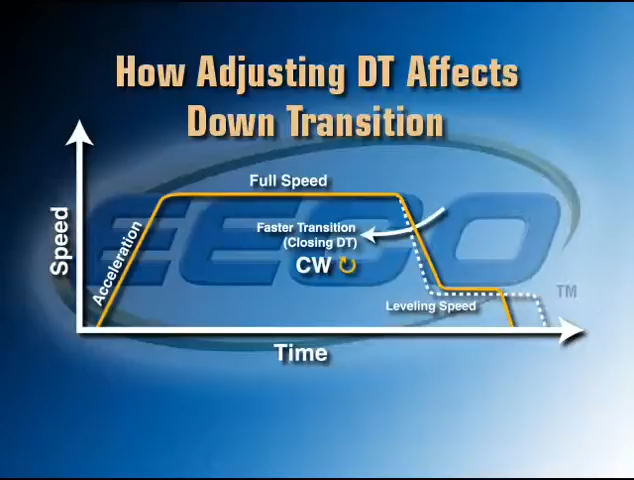 How Adjusting DT Affects
Down Transition
Full Speed
Speed
Acceleration
Faster Transition
(Closing DT)
CW
EECO
TM
Leveling Speed
Time